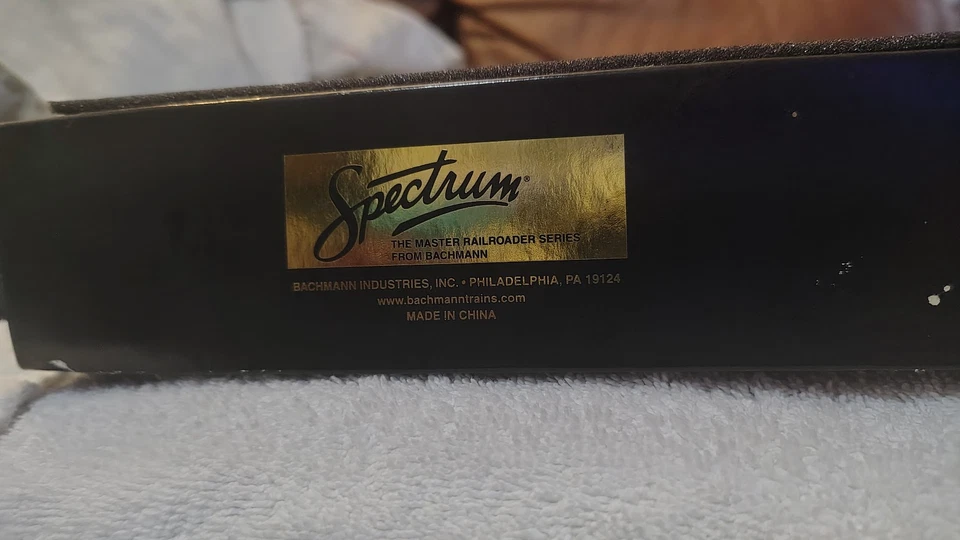 Spectrum®
THE MASTER RAILROADER SERIES
FROM BACHMANN
BACHMANN INDUSTRIES, INC. • PHILADELPHIA, PA 19124
www.bachmanntrains.com
MADE IN CHINA